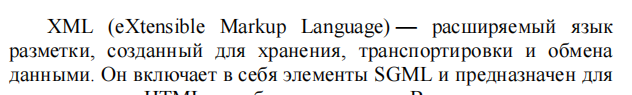 XML (eXtensible Markup Language) — расширяемый язык
разметки, созданный для хранения, транспортировки и обмена
данными. Он включает в себя элементы SGML и предназначен для